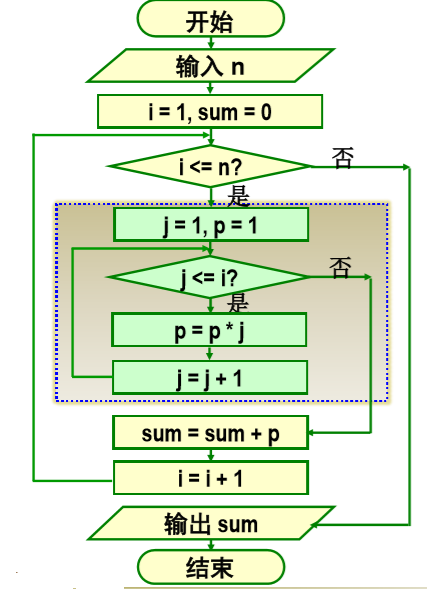 开始
输入 n
i = 1, sum = 0
i <= n?
否
是
j = 1, p = 1
j <= i?
否
是
p = p * j
j = j + 1
sum = sum + p
i = i + 1
输出 sum
结束